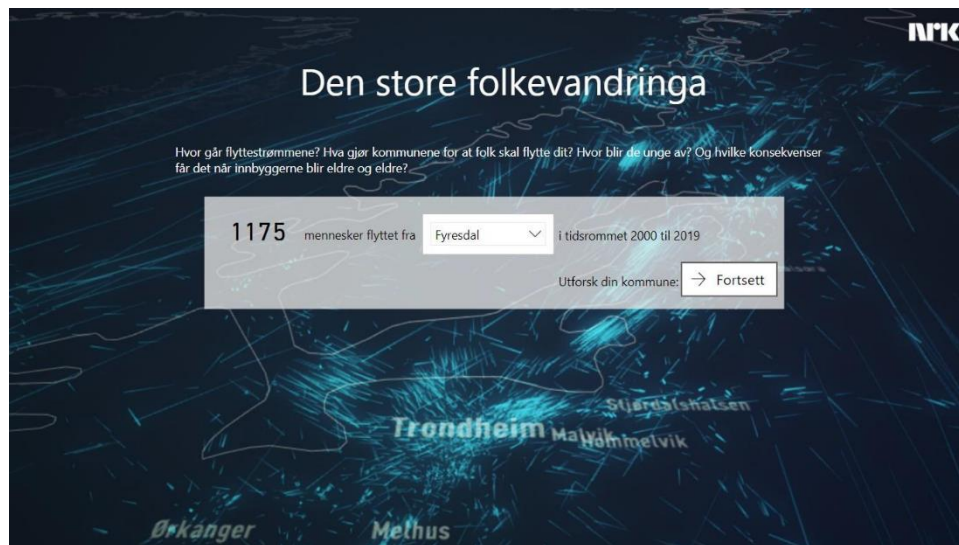 NRK
Den store folkevandringa
Hvor går flyttestrømmene? Hva gjør kommunene for at folk skal flytte dit? Hvor blir de unge av? Og hvilke konsekvenser
får det når innbyggerne blir eldre og eldre?
1175 mennesker flyttet fra Fyresdal i tidsrommet 2000 til 2019
Utforsk din kommune: → Fortsett
Stjørdalshalsen
Trondheim Malvik Hommelvik
Orkanger Melhus